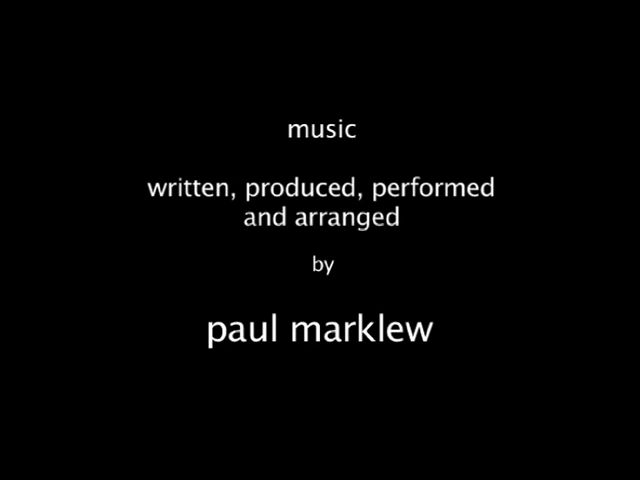 music
written, produced, performed
and arranged
by
paul marklew